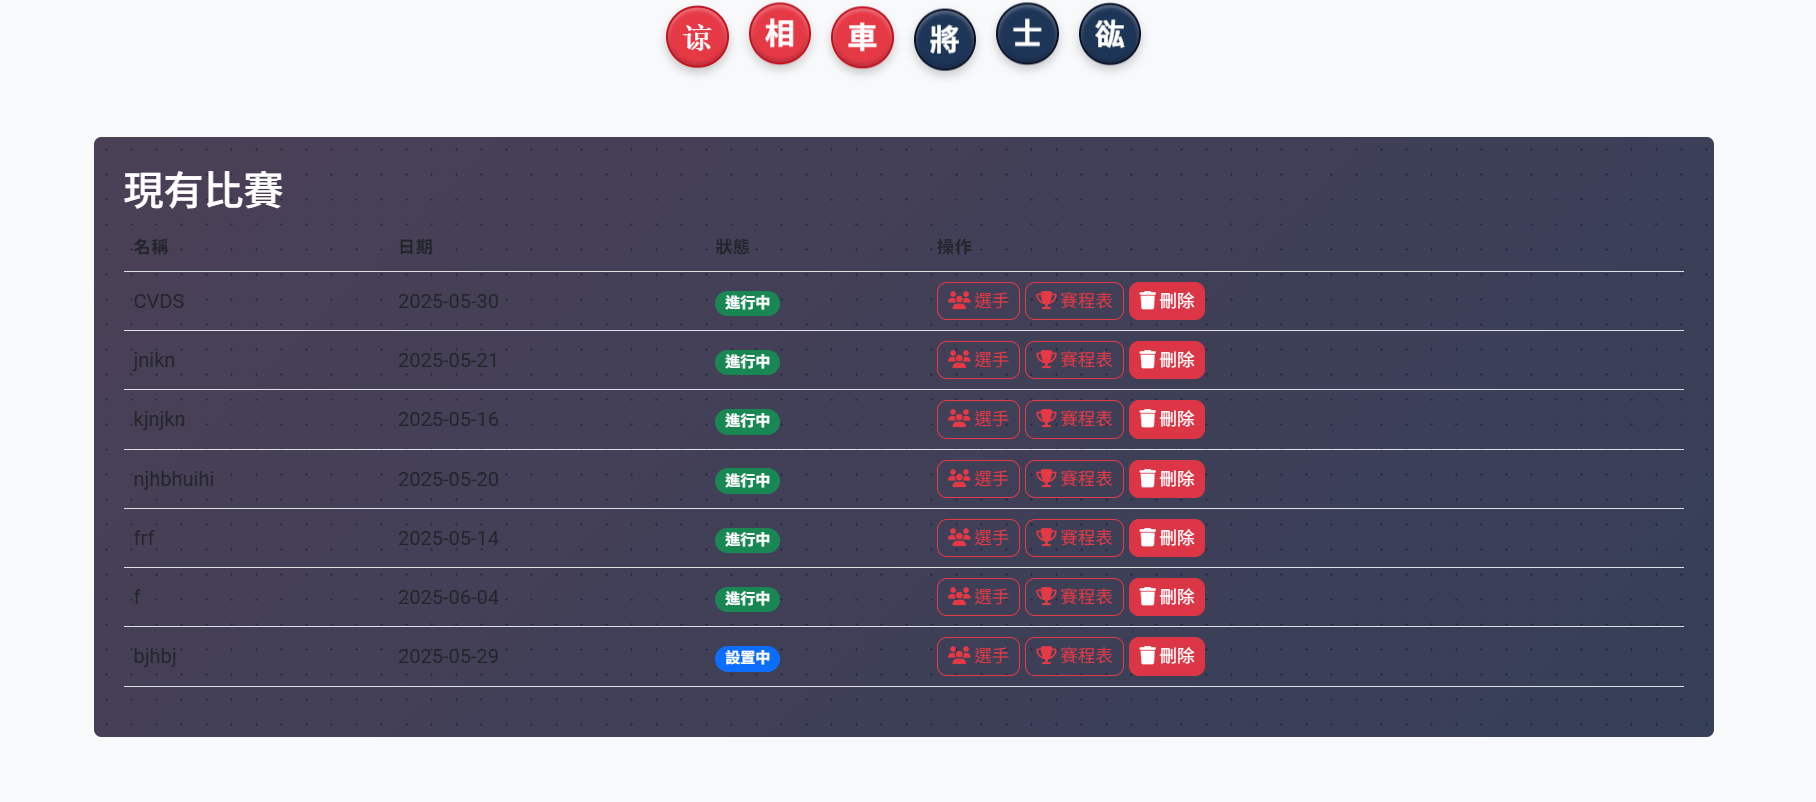 谅 相 車 將 士 欱
現有比賽
名稱 日期 狀態 操作
CVDS 2025-05-30 進行中 選手 賽程表 刪除
jnikn 2025-05-21 進行中 選手 賽程表 刪除
kjnjkn 2025-05-16 進行中 選手 賽程表 刪除
njhbhuihi 2025-05-20 進行中 選手 賽程表 刪除
frf 2025-05-14 進行中 選手 賽程表 刪除
f 2025-06-04 進行中 選手 賽程表 刪除
bjhbj 2025-05-29 設置中 選手 賽程表 刪除